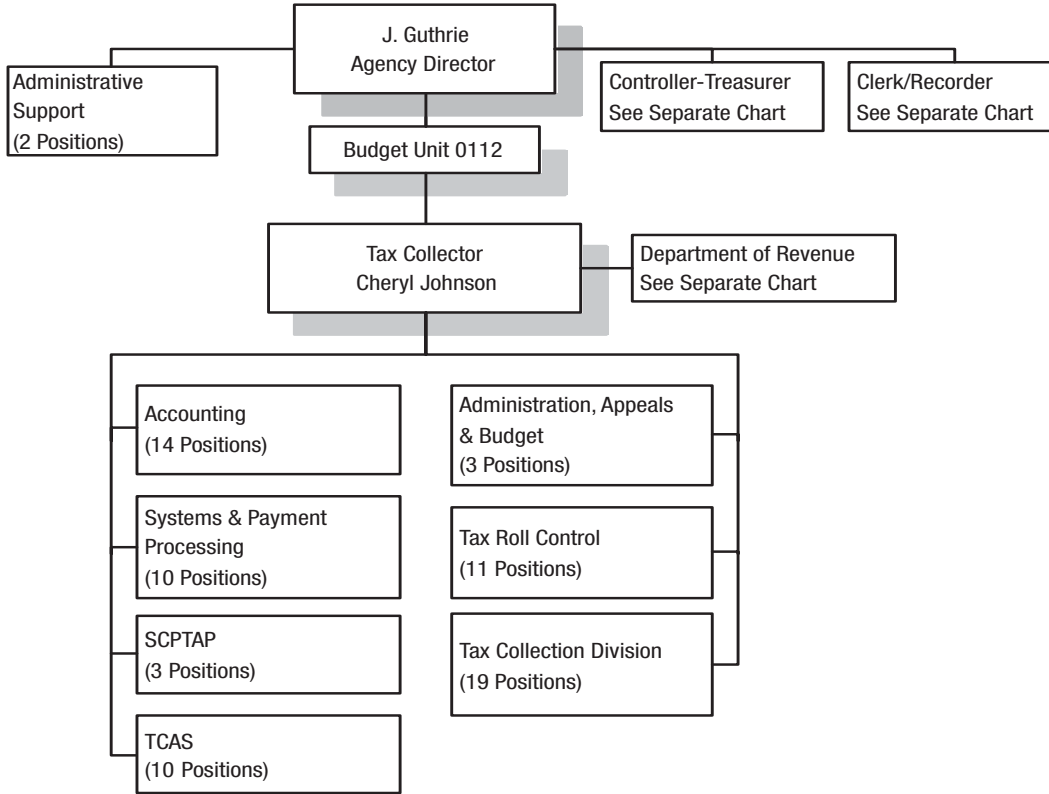 J. Guthrie
Agency Director
Administrative
Support
(2 Positions)
Controller-Treasurer
See Separate Chart
Clerk/Recorder
See Separate Chart
Budget Unit 0112
Tax Collector
Cheryl Johnson
Department of Revenue
See Separate Chart
Accounting
(14 Positions)
Systems & Payment
Processing
(10 Positions)
SCPTAP
(3 Positions)
TCAS
(10 Positions)
Administration, Appeals
& Budget
(3 Positions)
Tax Roll Control
(11 Positions)
Tax Collection Division
(19 Positions)